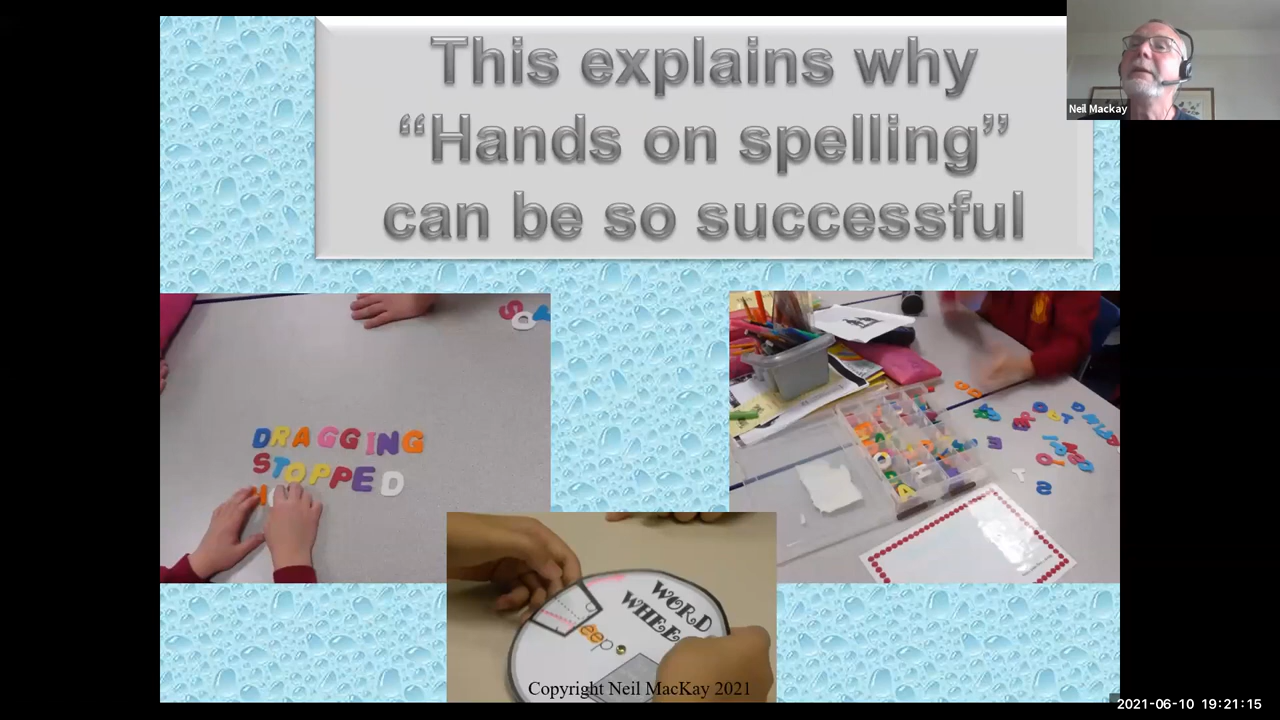 This explains why
“Hands on spelling”
can be so successful
Neil Mackay
DRAGGING
STOPPED
WORD
eep
Copyright Neil MacKay 2021
2021-06-10 19:21:15